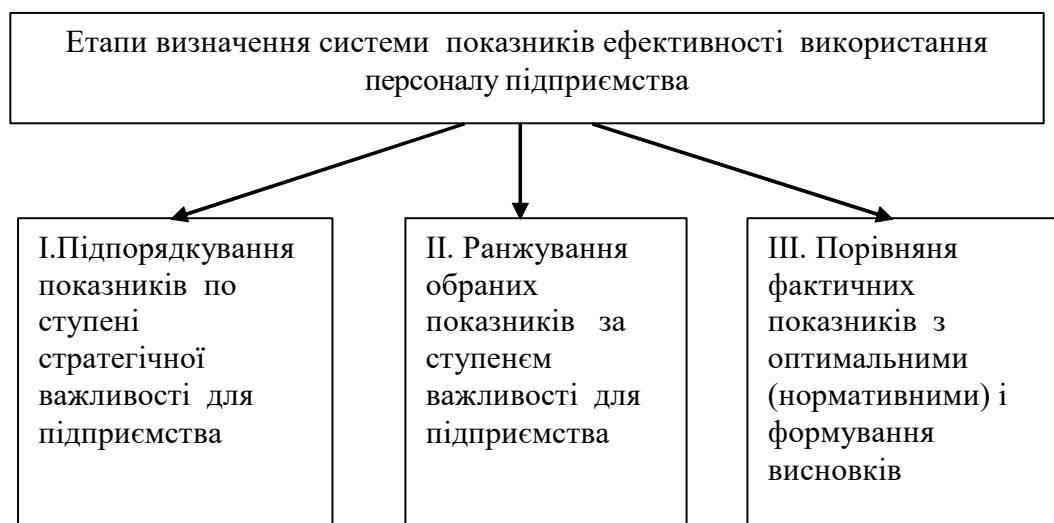 Етапи визначення системи показників ефективності використання
персоналу підприємства
І.Підпорядкування
показників по
ступені
стратегічної
важливості для
підприємства
ІІ. Ранжування
обраних
показників за
ступенєм
важливості для
підприємства
ІІІ. Порівняня
фактичних
показників з
оптимальними
(нормативними) і
формування
висновків